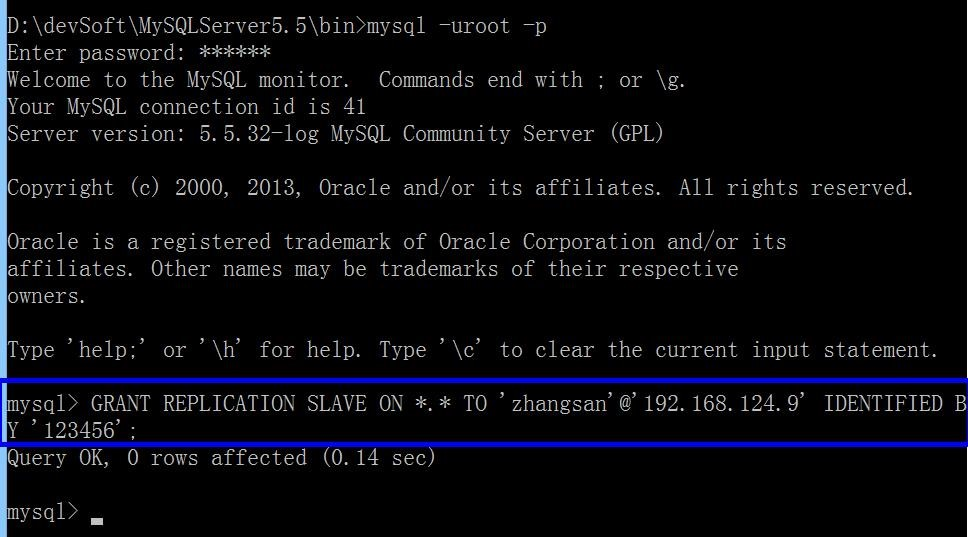 D:\devSoft\MySQLServer5.5\bin>mysql -uroot -p
Enter password: ******
Welcome to the MySQL monitor.  Commands end with ; or \g.
Your MySQL connection id is 41
Server version: 5.5.32-log MySQL Community Server (GPL)
Copyright (c) 2000, 2013, Oracle and/or its affiliates. All rights reserved.
Oracle is a registered trademark of Oracle Corporation and/or its
affiliates. Other names may be trademarks of their respective
owners.
Type 'help;' or '\h' for help. Type '\c' to clear the current input statement.
mysql> GRANT REPLICATION SLAVE ON *.* TO 'zhangsan'@'192.168.124.9' IDENTIFIED B
Y '123456';
Query OK, 0 rows affected (0.14 sec)
mysql> _